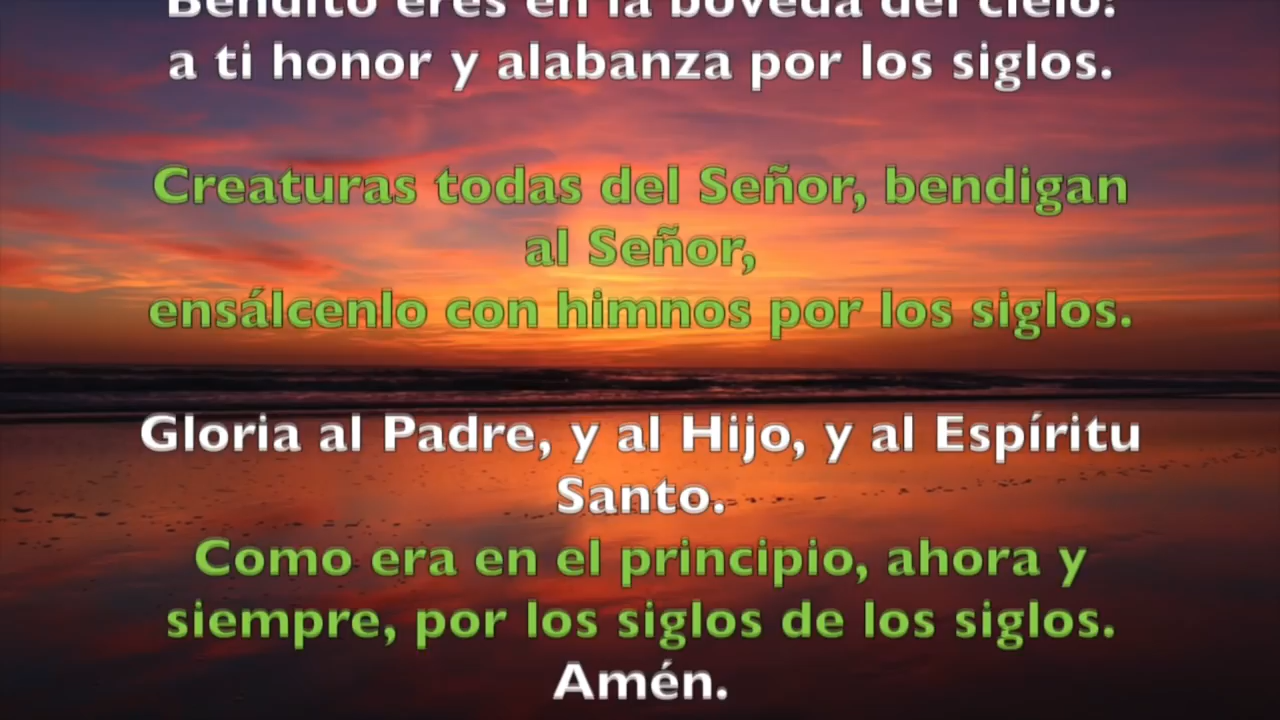 Bendito eres en la bóveda del cielo:
a ti honor y alabanza por los siglos.
Creaturas todas del Señor, bendigan
al Señor,
ensálcenlo con himnos por los siglos.
Gloria al Padre, y al Hijo, y al Espíritu
Santo.
Como era en el principio, ahora y
siempre, por los siglos de los siglos.
Amén.